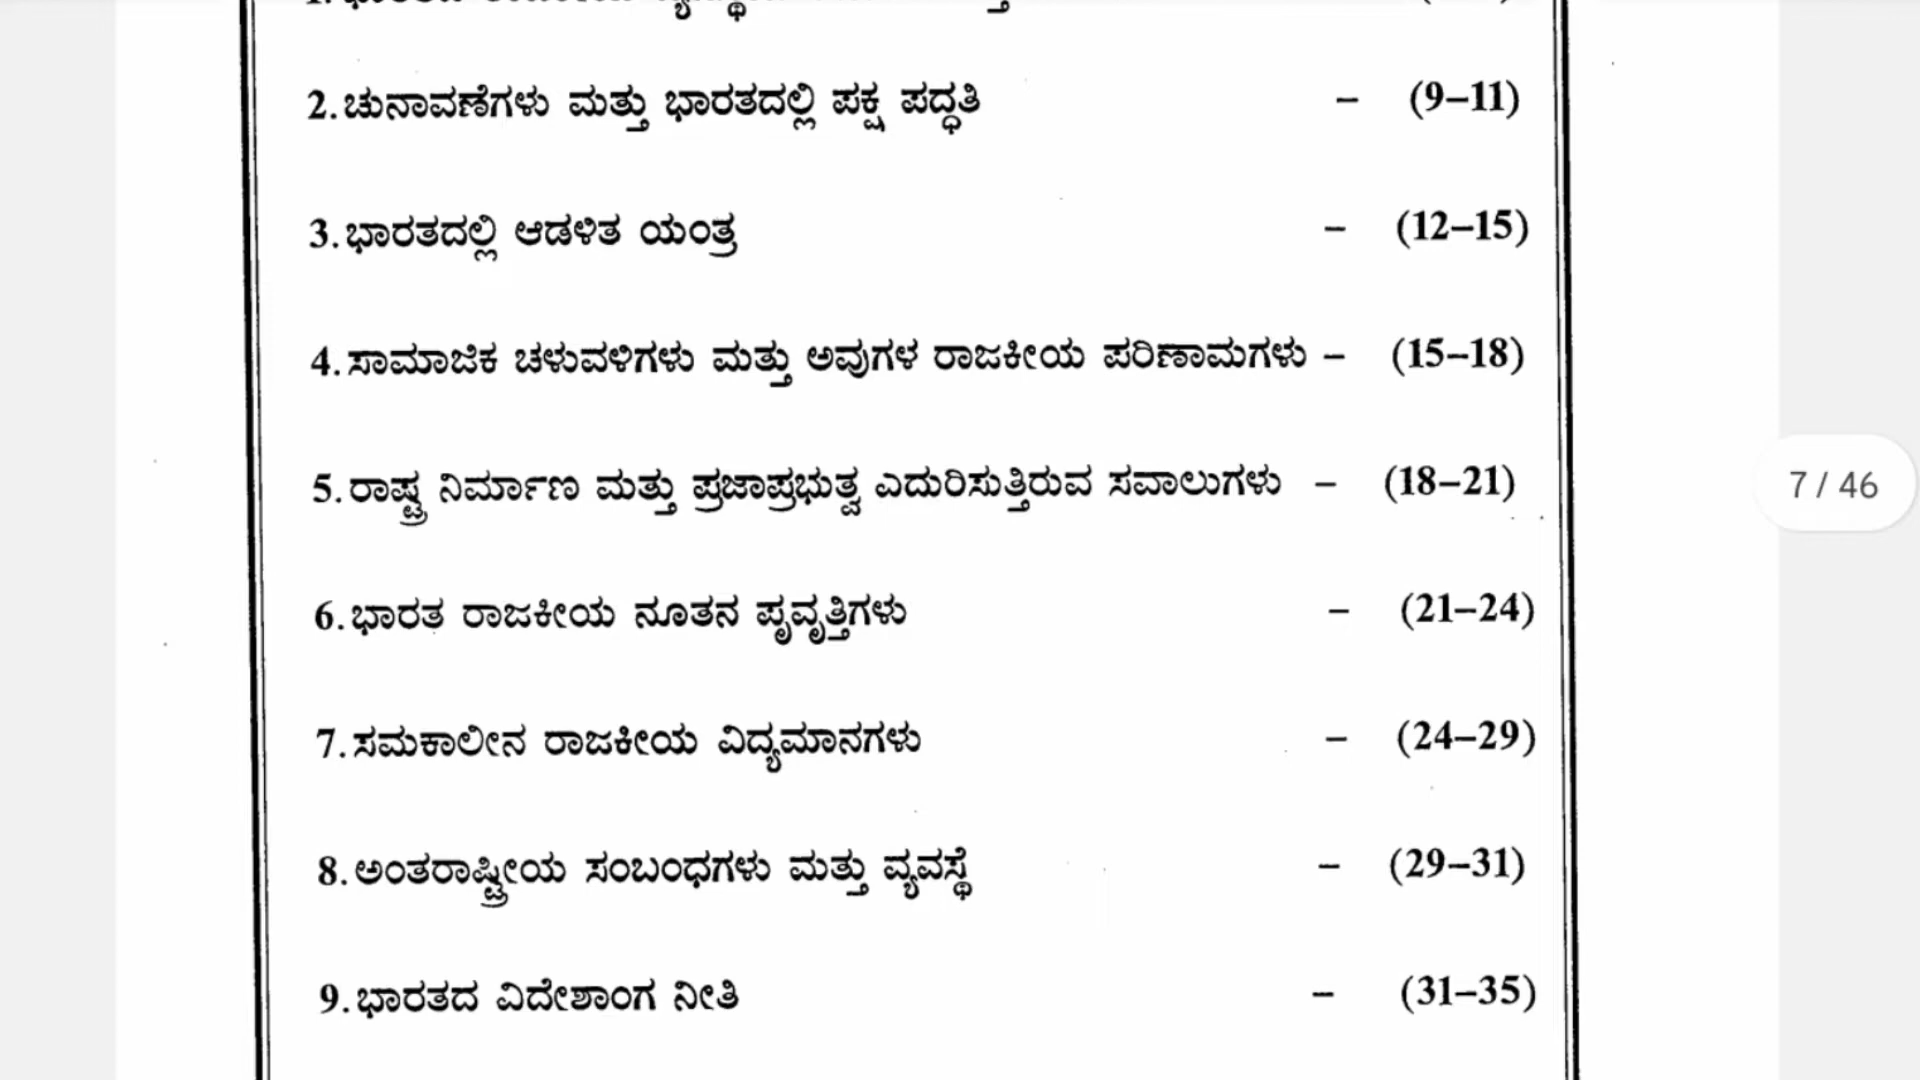 2.ಚುನಾವಣೆಗಳು ಮತ್ತು ಭಾರತದಲ್ಲಿ ಪಕ್ಷ ಪದ್ಧತಿ – (9–11)
3.ಭಾರತದಲ್ಲಿ ಆಡಳಿತ ಯಂತ್ರ – (12–15)
4.ಸಾಮಾಜಿಕ ಚಳುವಳಿಗಳು ಮತ್ತು ಅವುಗಳ ರಾಜಕೀಯ ಪರಿಣಾಮಗಳು – (15–18)
5.ರಾಷ್ಟ್ರ ನಿರ್ಮಾಣ ಮತ್ತು ಪ್ರಜಾಪ್ರಭುತ್ವ ಎದುರಿಸುತ್ತಿರುವ ಸವಾಲುಗಳು – (18–21)
7 / 46
6.ಭಾರತ ರಾಜಕೀಯ ನೂತನ ಪೃವೃತ್ತಿಗಳು – (21–24)
7.ಸಮಕಾಲೀನ ರಾಜಕೀಯ ವಿದ್ಯಮಾನಗಳು – (24–29)
8.ಅಂತರಾಷ್ಟ್ರೀಯ ಸಂಬಂಧಗಳು ಮತ್ತು ವ್ಯವಸ್ಥೆ – (29–31)
9.ಭಾರತದ ವಿದೇಶಾಂಗ ನೀತಿ – (31–35)